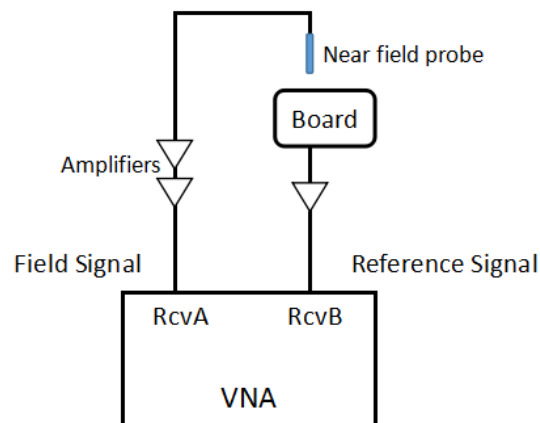 Near field probe
Board
Amplifiers
Field Signal
Reference Signal
RcvA
RcvB
VNA